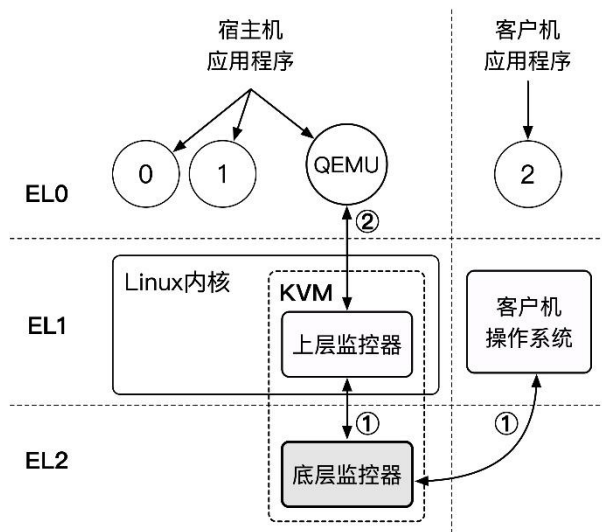 宿主机
应用程序
客户机
应用程序
0
1
QEMU
2
EL0
②
Linux内核
KVM
EL1
上层监控器
客户机
操作系统
①
①
EL2
底层监控器